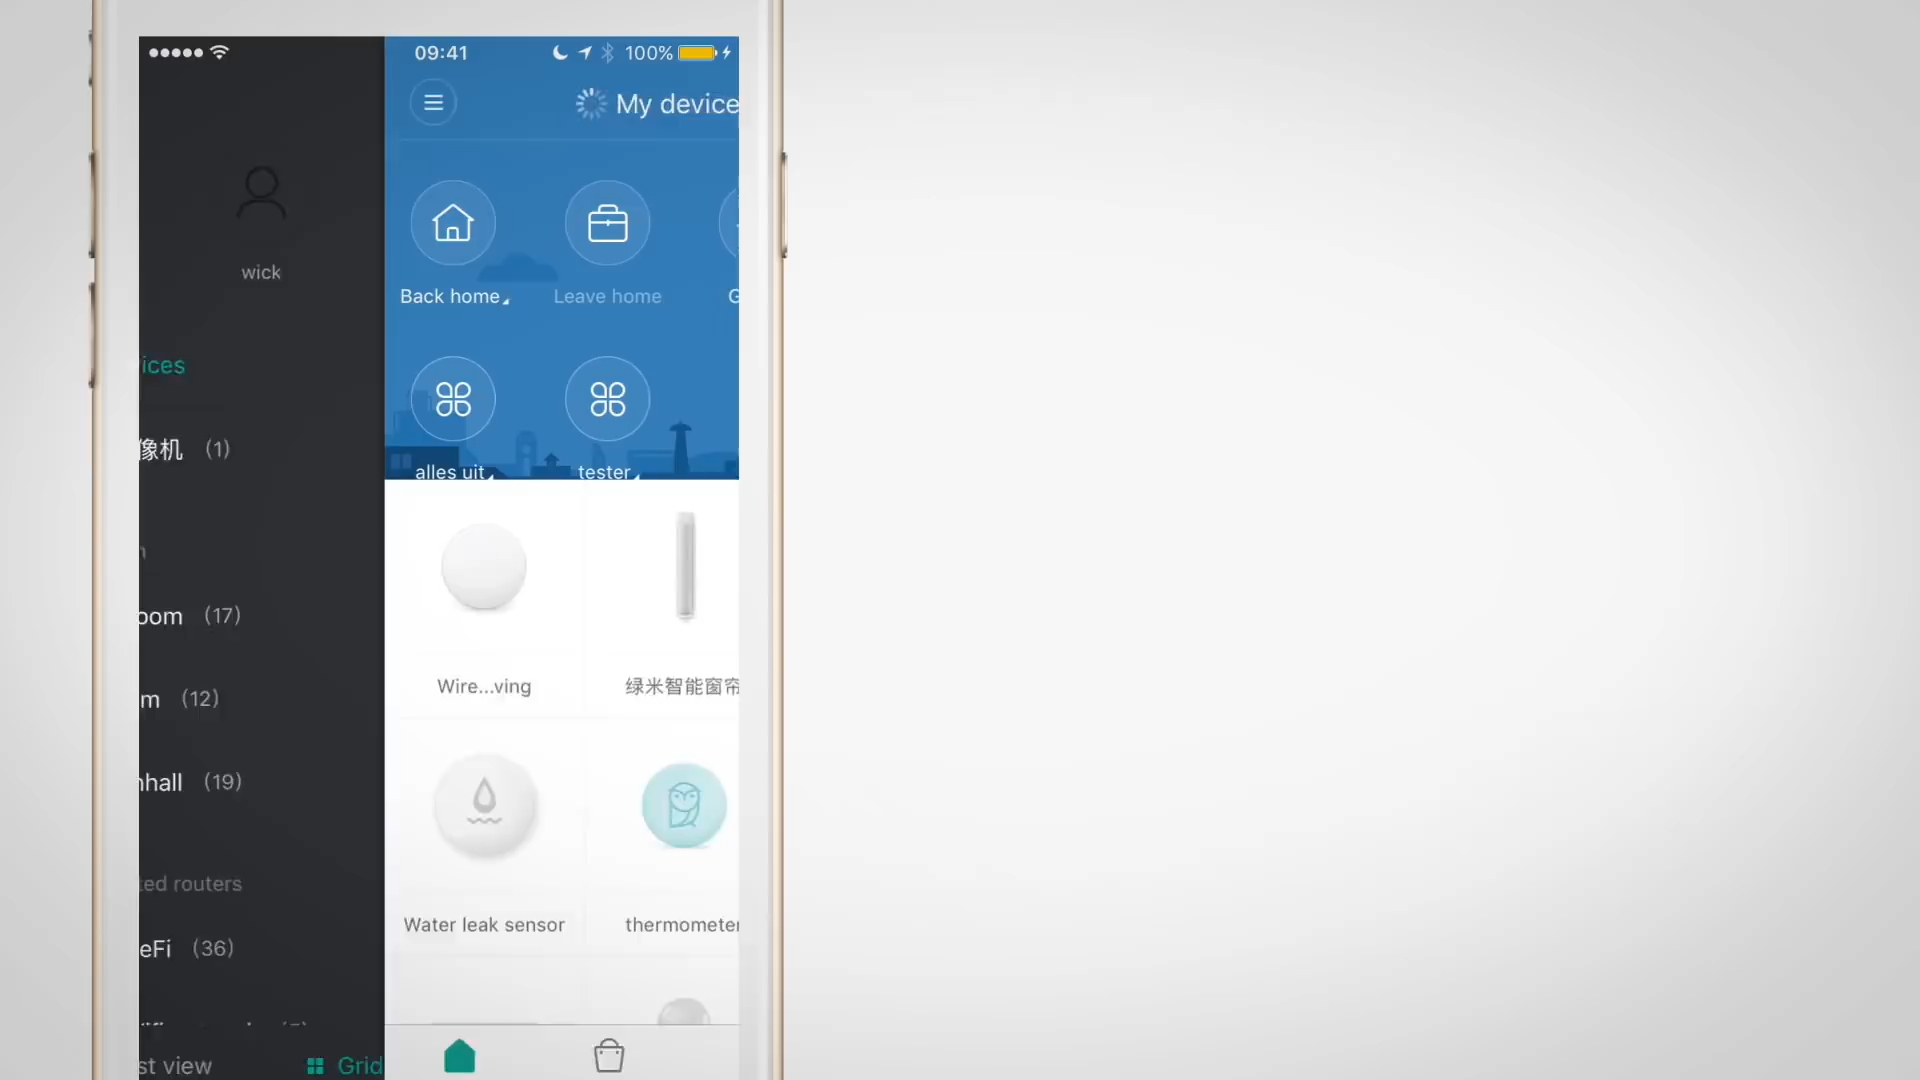 09:41
100%
My device
wick
Back home
Leave home
G
ices
像机 (1)
alles uit
tester
oom (17)
Wire...ving
绿米智能窗帘
m (12)
hall (19)
ted routers
Water leak sensor
thermometer
eFi (36)
st view
Grid